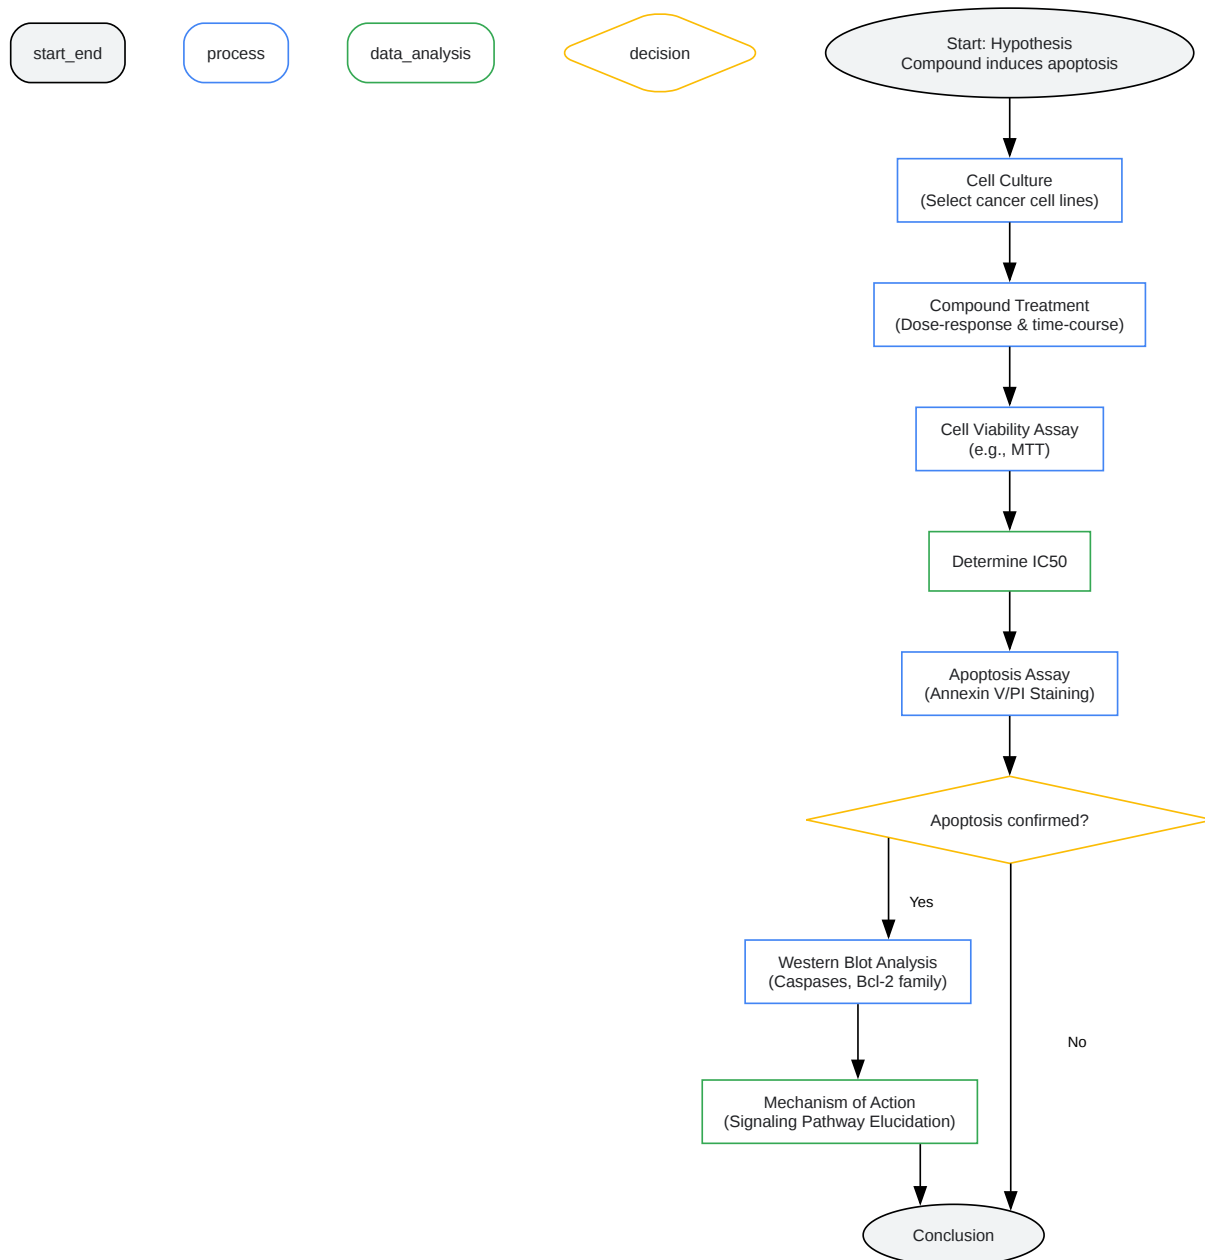 start_end
process
data_analysis
decision
Start: Hypothesis
Compound induces apoptosis
Cell Culture
(Select cancer cell lines)
Compound Treatment
(Dose-response & time-course)
Cell Viability Assay
(e.g., MTT)
Determine IC50
Apoptosis Assay
(Annexin V/PI Staining)
Apoptosis confirmed?
Yes
Western Blot Analysis
(Caspases, Bcl-2 family)
No
Mechanism of Action
(Signaling Pathway Elucidation)
Conclusion